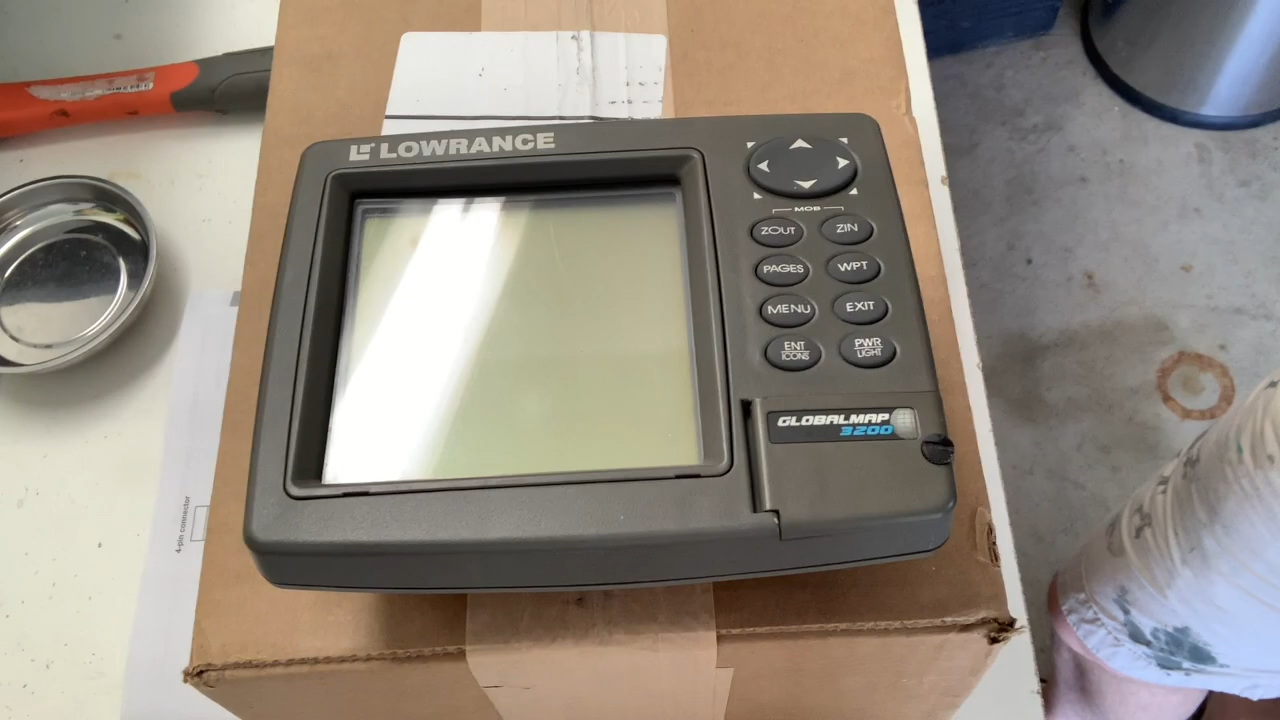 LOWRANCE
MOB
ZOUT ZIN
PAGES WPT
MENU EXIT
ENT ICONS
PWR LIGHT
GLOBALMAP
3200
4-pin connector